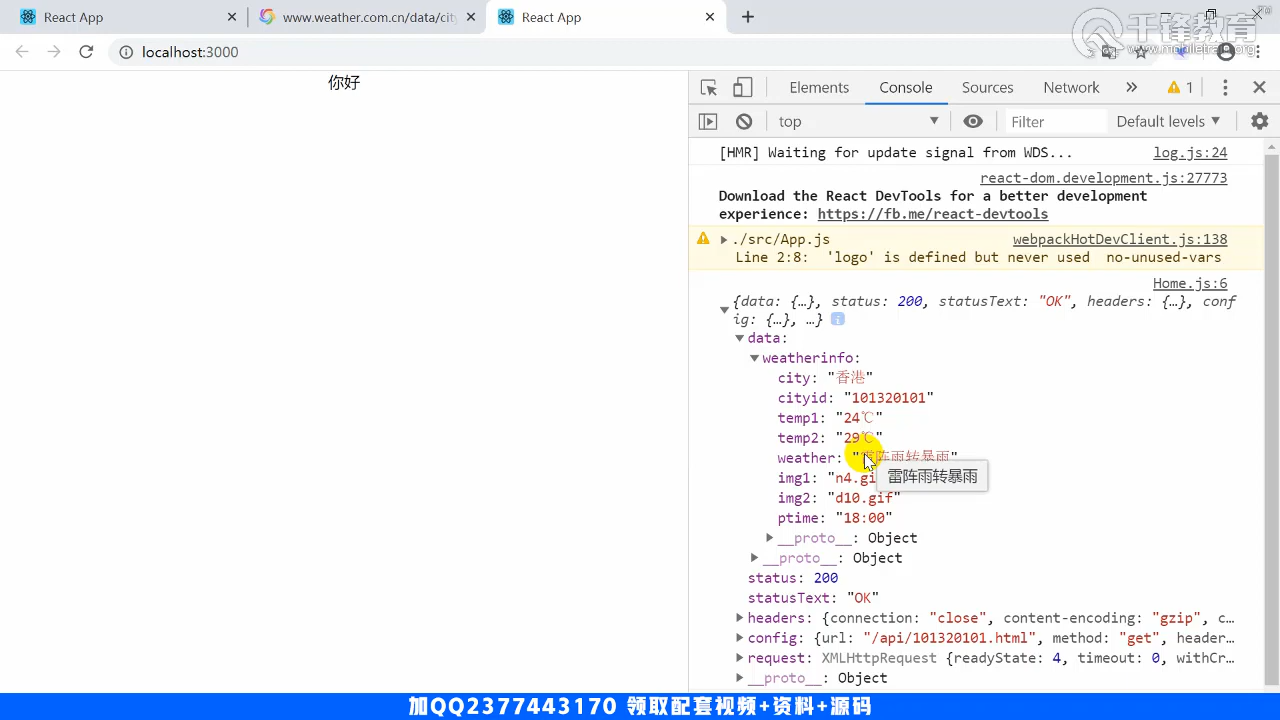 React App
www.weather.com.cn/data/cit
React App
千锋教育
www.mobiletrain.org
localhost:3000
你好
Elements
Console
Sources
Network
1
top
Filter
Default levels
[HMR] Waiting for update signal from WDS... log.js:24
react-dom.development.js:27773
Download the React DevTools for a better development
experience: https://fb.me/react-devtools
./src/App.js webpackHotDevClient.js:138
Line 2:8: 'logo' is defined but never used no-unused-vars
Home.js:6
{data: {…}, status: 200, statusText: "OK", headers: {…}, conf
ig: {…}, …}
data:
weatherinfo:
city: "香港"
cityid: "101320101"
temp1: "24℃"
temp2: "29℃"
weather: "雷阵雨转暴雨"
img1: "n4.gi
雷阵雨转暴雨
img2: "d10.gif"
ptime: "18:00"
__proto__: Object
__proto__: Object
status: 200
statusText: "OK"
headers: {connection: "close", content-encoding: "gzip", c…
config: {url: "/api/101320101.html", method: "get", header…
request: XMLHttpRequest {readyState: 4, timeout: 0, withCr…
__proto__: Object
加QQ2377443170 领取配套视频+资料+源码